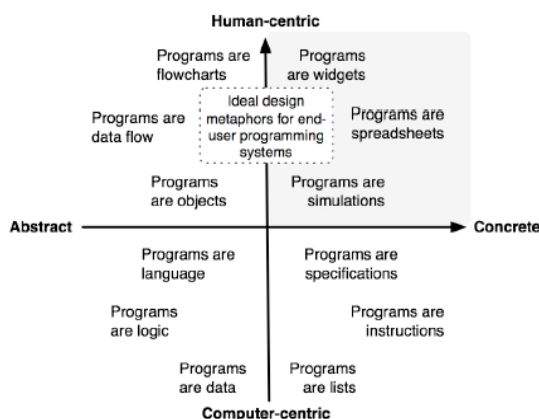 Human-centric
Programs are
flowcharts
Programs
are widgets
Ideal design
metaphors for end-
user programming
systems
Programs are
data flow
Programs are
spreadsheets
Programs
are objects
Programs are
simulations
Abstract
Concrete
Programs are
language
Programs are
specifications
Programs
are logic
Programs are
instructions
Programs
are data
Programs
are lists
Computer-centric